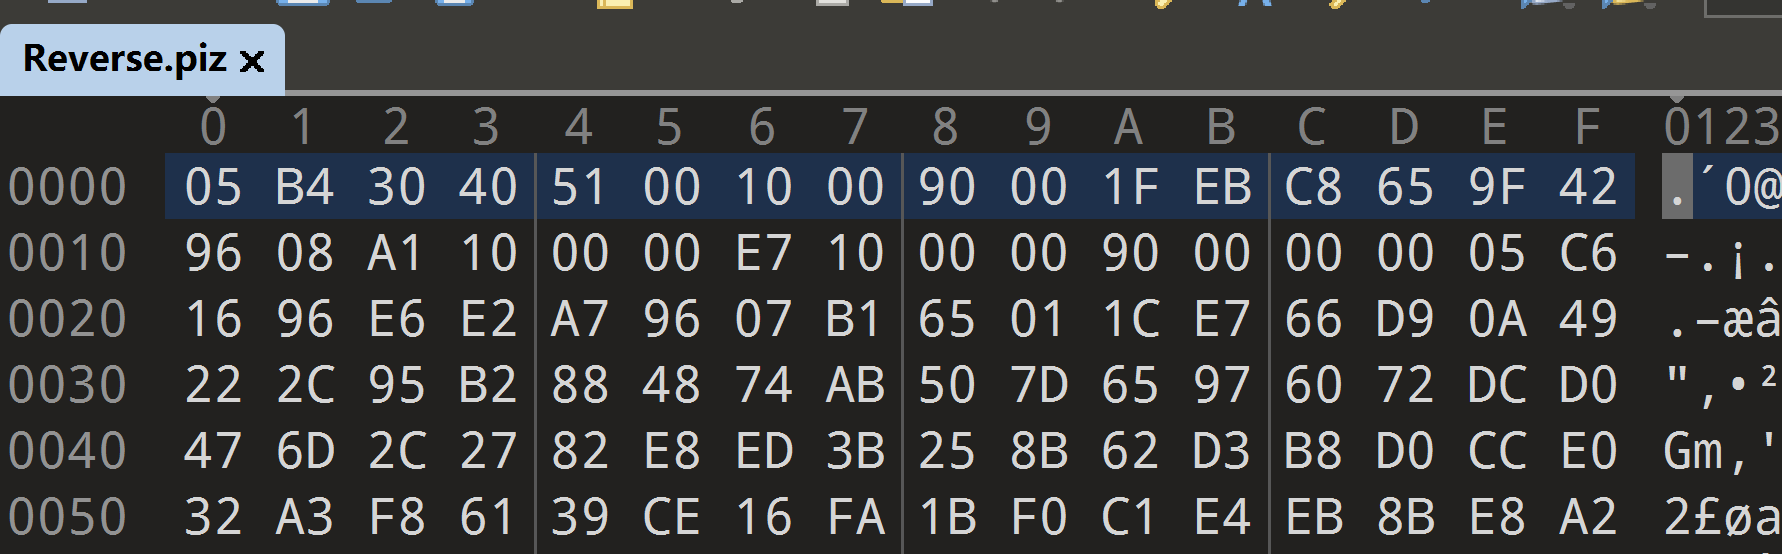 Reverse.piz x
0 1 2 3 4 5 6 7 8 9 A B C D E F 0123
0000 05 B4 30 40 51 00 10 00 90 00 1F EB C8 65 9F 42 .´0@
0010 96 08 A1 10 00 00 E7 10 00 00 90 00 00 00 05 C6 –.¡.
0020 16 96 E6 E2 A7 96 07 B1 65 01 1C E7 66 D9 0A 49 .–æâ
0030 22 2C 95 B2 88 48 74 AB 50 7D 65 97 60 72 DC D0 ",•²
0040 47 6D 2C 27 82 E8 ED 3B 25 8B 62 D3 B8 D0 CC E0 Gm,'
0050 32 A3 F8 61 39 CE 16 FA 1B F0 C1 E4 EB 8B E8 A2 2£øa